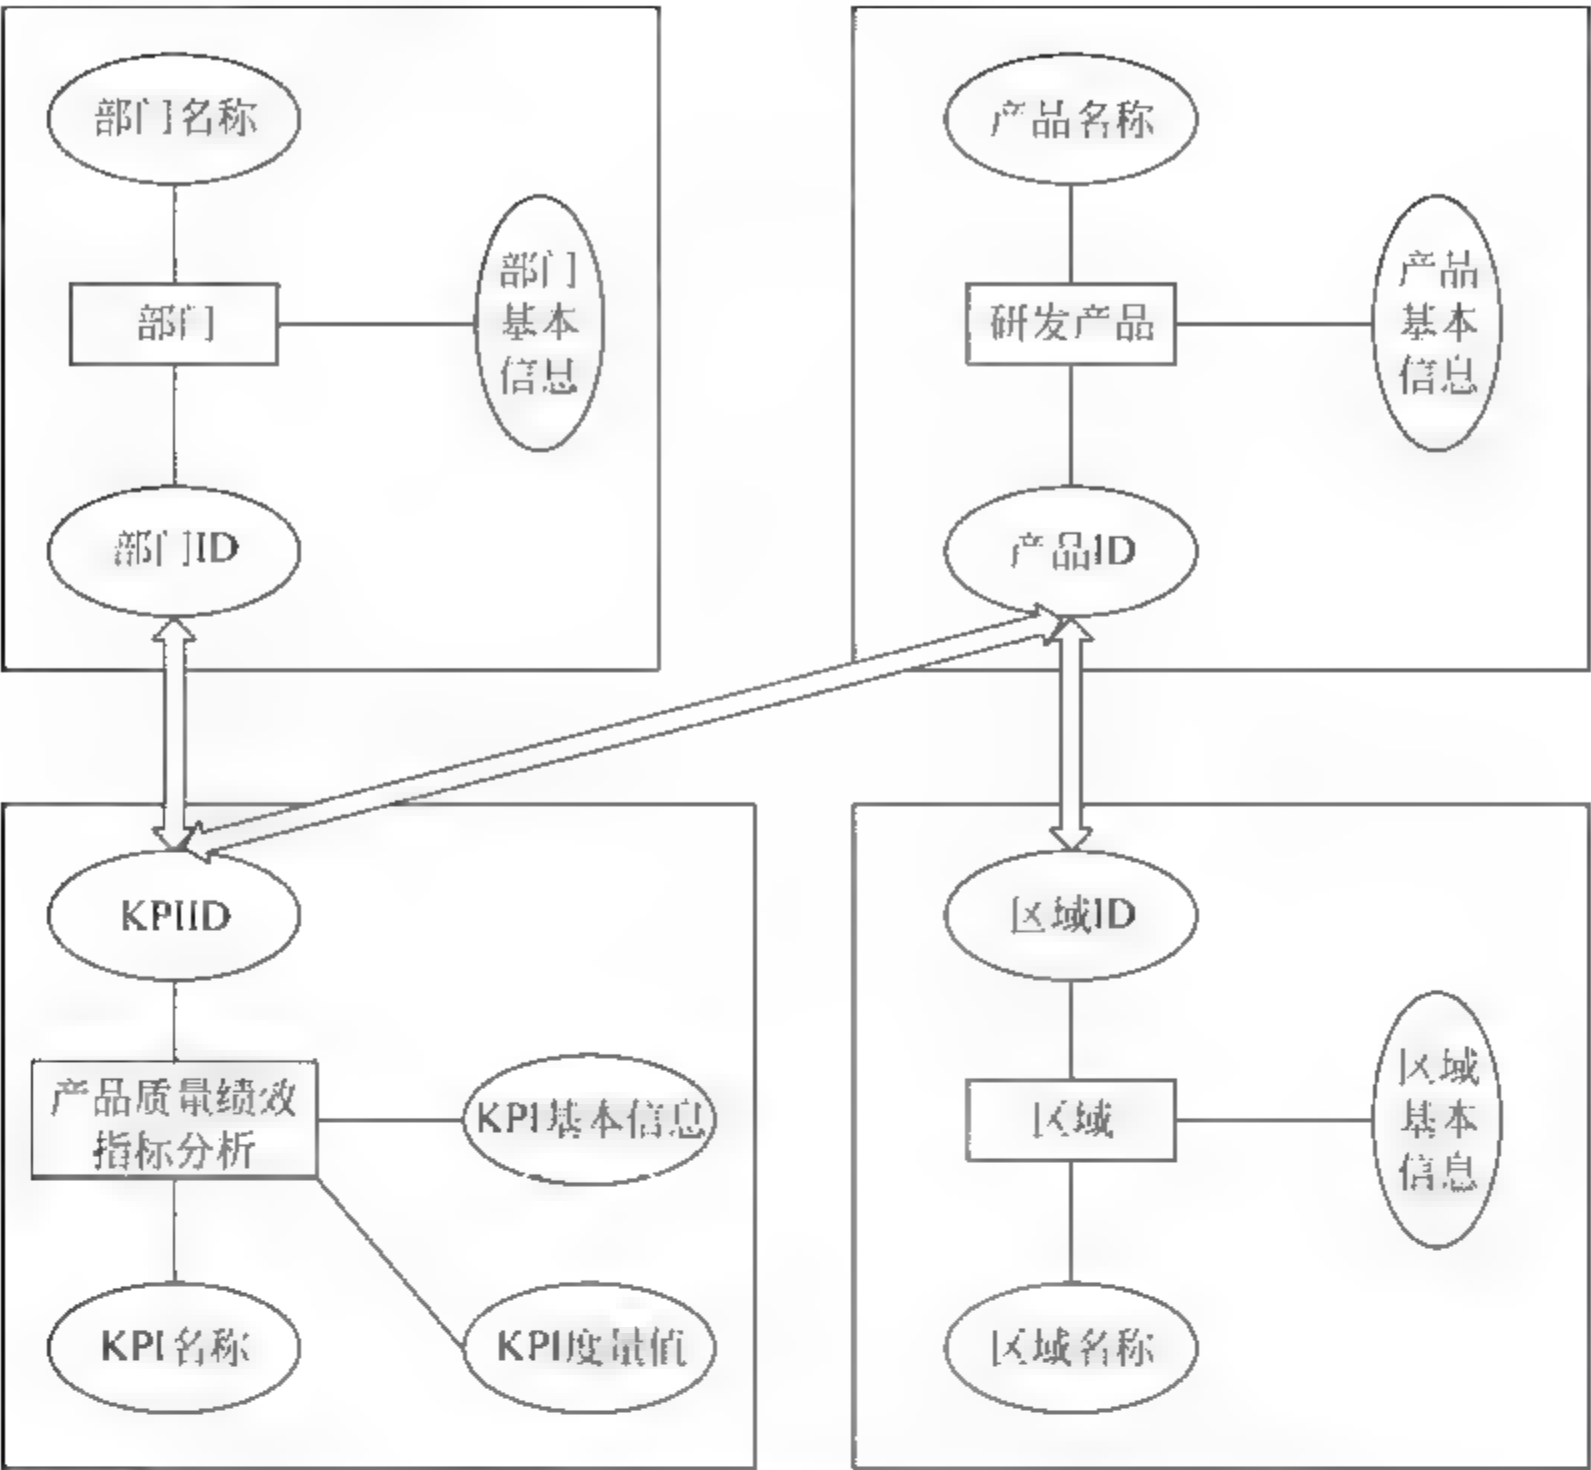 部门名称
部门
部门
基本
信息
部门ID
产品名称
研发产品
产品
基本
信息
产品ID
KPIID
产品质量绩效
指标分析
KPI基本信息
KPI名称
KPI度量值
区域ID
区域
区域
基本
信息
区域名称